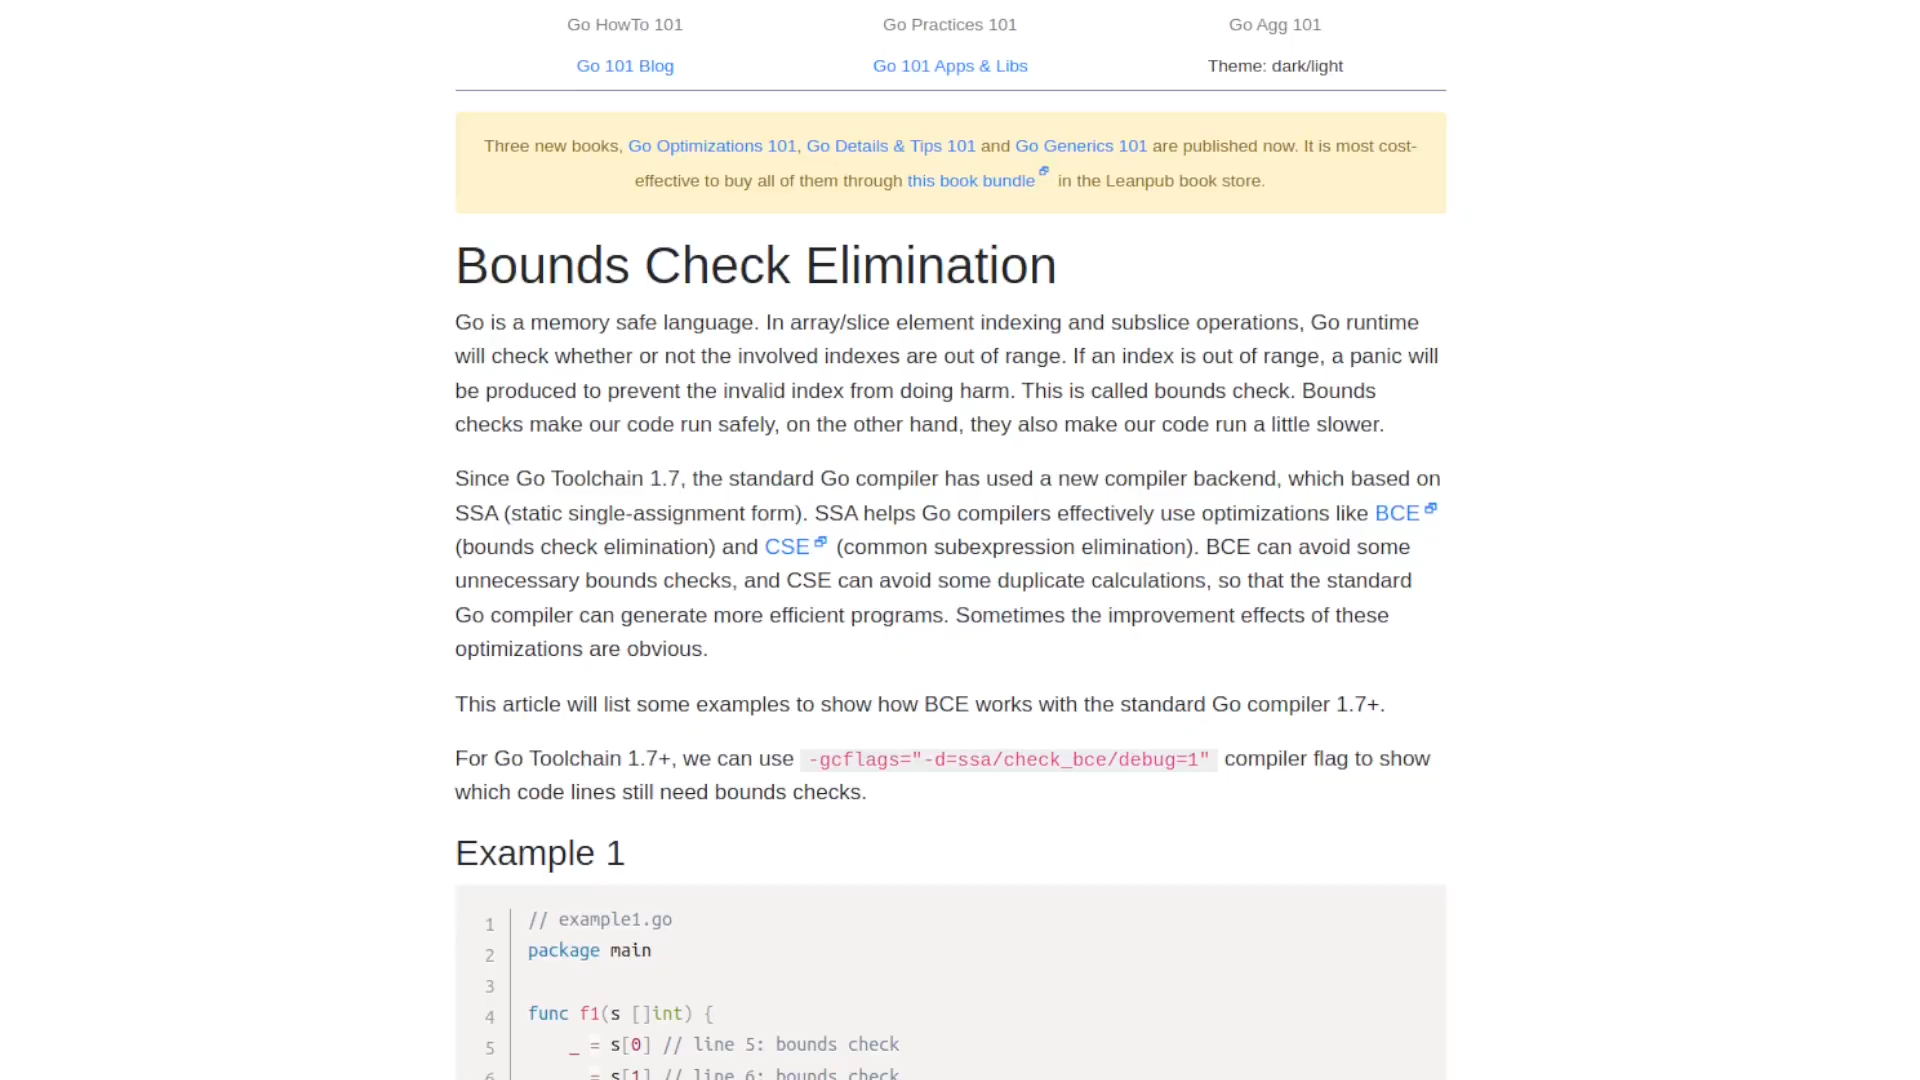 Go HowTo 101 Go Practices 101 Go Agg 101
Go 101 Blog Go 101 Apps & Libs Theme: dark/light
Three new books, Go Optimizations 101, Go Details & Tips 101 and Go Generics 101 are published now. It is most cost-
effective to buy all of them through this book bundle in the Leanpub book store.
Bounds Check Elimination
Go is a memory safe language. In array/slice element indexing and subslice operations, Go runtime
will check whether or not the involved indexes are out of range. If an index is out of range, a panic will
be produced to prevent the invalid index from doing harm. This is called bounds check. Bounds
checks make our code run safely, on the other hand, they also make our code run a little slower.
Since Go Toolchain 1.7, the standard Go compiler has used a new compiler backend, which based on
SSA (static single-assignment form). SSA helps Go compilers effectively use optimizations like BCE
(bounds check elimination) and CSE (common subexpression elimination). BCE can avoid some
unnecessary bounds checks, and CSE can avoid some duplicate calculations, so that the standard
Go compiler can generate more efficient programs. Sometimes the improvement effects of these
optimizations are obvious.
This article will list some examples to show how BCE works with the standard Go compiler 1.7+.
For Go Toolchain 1.7+, we can use -gcflags="-d=ssa/check_bce/debug=1" compiler flag to show
which code lines still need bounds checks.
Example 1
1 // example1.go
2 package main
3
4 func f1(s []int) {
5 _ = s[0] // line 5: bounds check
6 _ = s[1] // line 6: bounds check